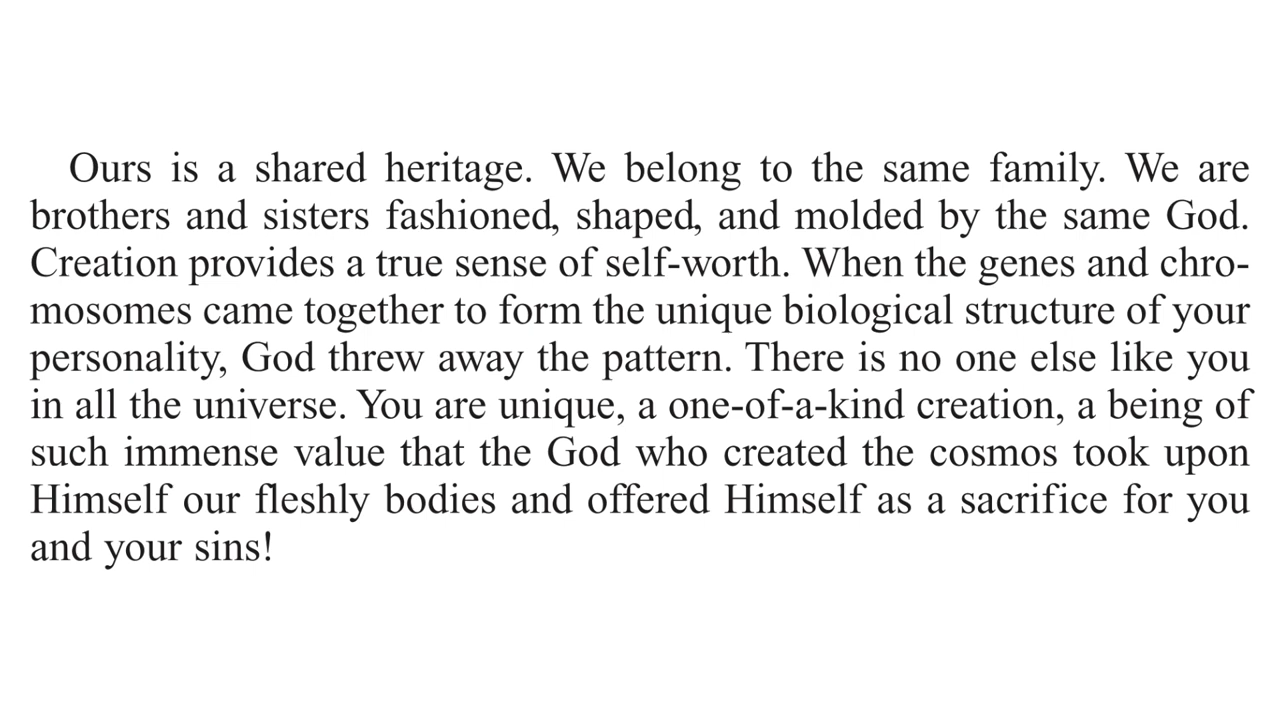 Ours is a shared heritage. We belong to the same family. We are
brothers and sisters fashioned, shaped, and molded by the same God.
Creation provides a true sense of self-worth. When the genes and chro-
mosomes came together to form the unique biological structure of your
personality, God threw away the pattern. There is no one else like you
in all the universe. You are unique, a one-of-a-kind creation, a being of
such immense value that the God who created the cosmos took upon
Himself our fleshly bodies and offered Himself as a sacrifice for you
and your sins!